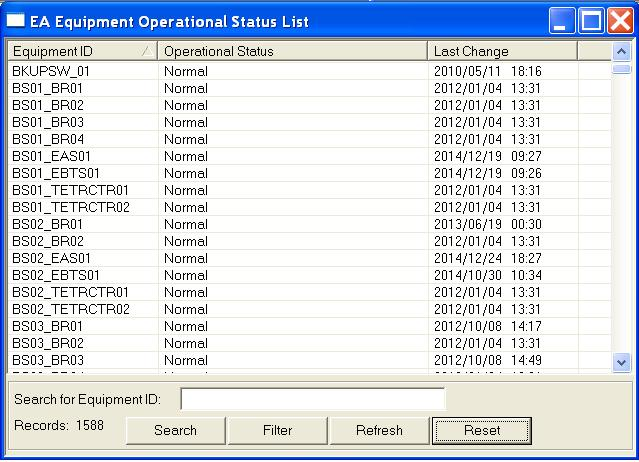 EA Equipment Operational Status List
Equipment ID Operational Status Last Change
BKUPSW_01 Normal 2010/05/11 18:16
BS01_BR01 Normal 2012/01/04 13:31
BS01_BR02 Normal 2012/01/04 13:31
BS01_BR03 Normal 2012/01/04 13:31
BS01_BR04 Normal 2012/01/04 13:31
BS01_EAS01 Normal 2014/12/19 09:27
BS01_EBTS01 Normal 2014/12/19 09:26
BS01_TETRCTR01 Normal 2012/01/04 13:31
BS01_TETRCTR02 Normal 2012/01/04 13:31
BS02_BR01 Normal 2013/06/19 00:30
BS02_BR02 Normal 2012/01/04 13:31
BS02_EAS01 Normal 2014/12/24 18:27
BS02_EBTS01 Normal 2014/10/30 10:34
BS02_TETRCTR01 Normal 2012/01/04 13:31
BS02_TETRCTR02 Normal 2012/01/04 13:31
BS03_BR01 Normal 2012/10/08 14:17
BS03_BR02 Normal 2012/01/04 13:31
BS03_BR03 Normal 2012/10/08 14:49
Search for Equipment ID:
Records: 1588 Search Filter Refresh Reset